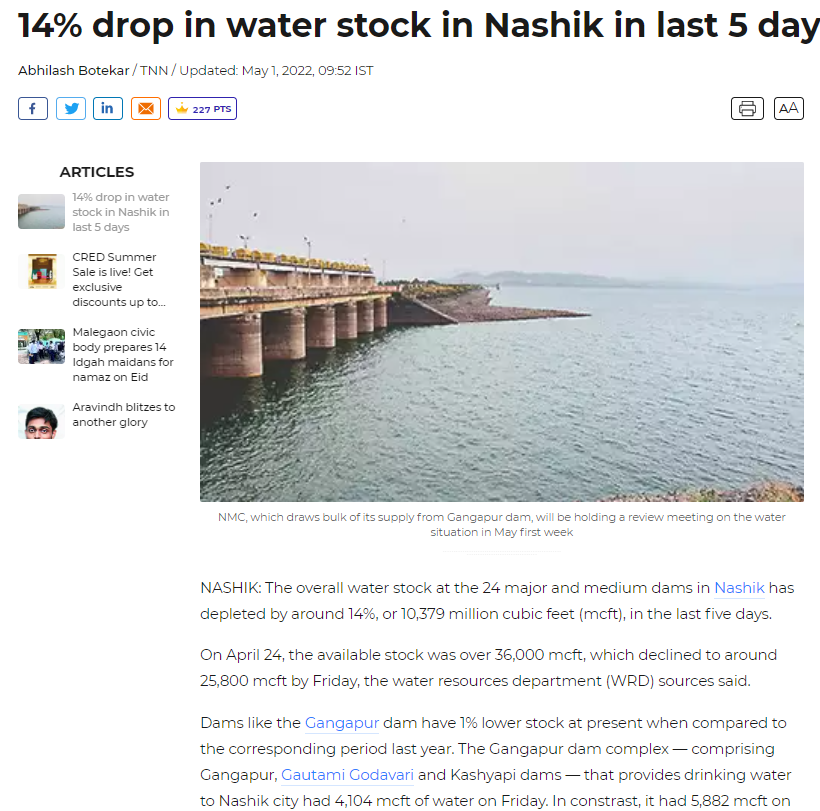 14% drop in water stock in Nashik in last 5 day
Abhilash Botekar / TNN / Updated: May 1, 2022, 09:52 IST
f
in
227 PTS
AA
ARTICLES
14% drop in water
stock in Nashik in
last 5 days
CRED Summer
Sale is live! Get
exclusive
discounts up to...
Malegaon civic
body prepares 14
Idgah maidans for
namaz on Eid
Aravindh blitzes to
another glory
NMC, which draws bulk of its supply from Gangapur dam, will be holding a review meeting on the water
situation in May first week
NASHIK: The overall water stock at the 24 major and medium dams in Nashik has
depleted by around 14%, or 10,379 million cubic feet (mcft), in the last five days.
On April 24, the available stock was over 36,000 mcft, which declined to around
25,800 mcft by Friday, the water resources department (WRD) sources said.
Dams like the Gangapur dam have 1% lower stock at present when compared to
the corresponding period last year. The Gangapur dam complex — comprising
Gangapur, Gautami Godavari and Kashyapi dams — that provides drinking water
to Nashik city had 4,104 mcft of water on Friday. In constrast, it had 5,882 mcft on